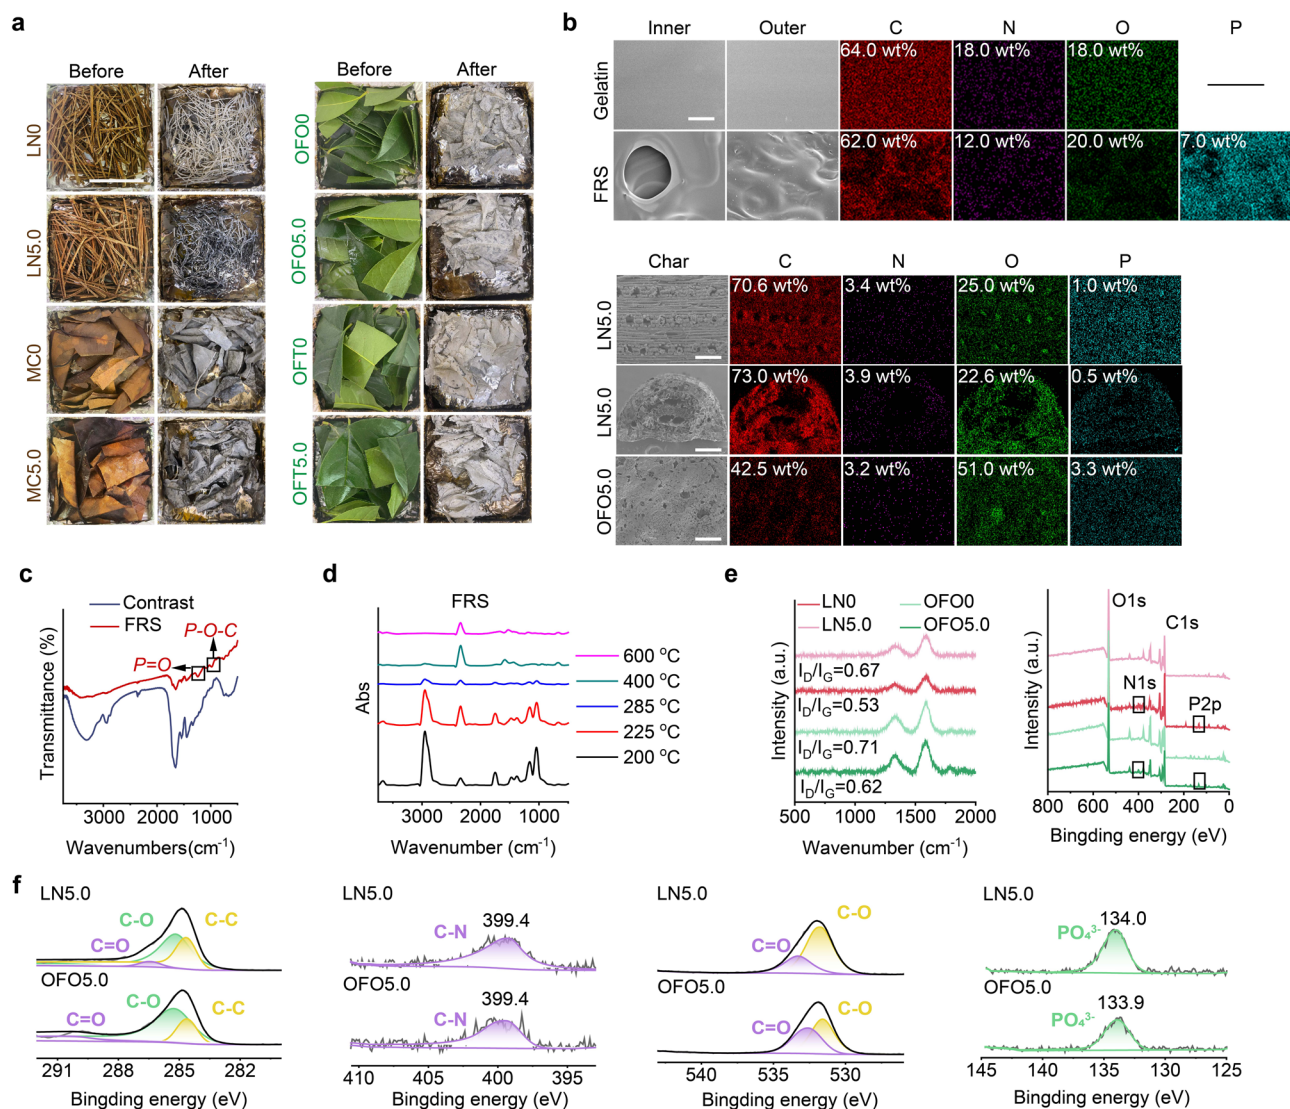 a
Before After Before After
LN0
LN5.0
MC0
MC5.0
OFO0
OFO5.0
OFT0
OFT5.0
b
Inner Outer C N O P
Gelatin
64.0 wt% 18.0 wt% 18.0 wt%
FRS
62.0 wt% 12.0 wt% 20.0 wt% 7.0 wt%
Char C N O P
LN5.0
70.6 wt% 3.4 wt% 25.0 wt% 1.0 wt%
LN5.0
73.0 wt% 3.9 wt% 22.6 wt% 0.5 wt%
OFO5.0
42.5 wt% 3.2 wt% 51.0 wt% 3.3 wt%
c
Contrast
FRS
P-O-C
P=O
Transmittance (%)
3000 2000 1000
Wavenumbers(cm⁻¹)
d
FRS
Abs
600 °C
400 °C
285 °C
225 °C
200 °C
3000 2000 1000
Wavenumber (cm⁻¹)
e
LN0 OFO0
LN5.0 OFO5.0
Intensity (a.u.)
I_D/I_G=0.67
I_D/I_G=0.53
I_D/I_G=0.71
I_D/I_G=0.62
500 1000 1500 2000
Wavenumber (cm⁻¹)
Intensity (a.u.)
O1s
C1s
N1s
P2p
800 600 400 200 0
Bingding energy (eV)
f
LN5.0
C-O
C=O
C-C
OFO5.0
C-O
C=O
C-C
291 288 285 282
Bingding energy (eV)
LN5.0
399.4
C-N
OFO5.0
399.4
C-N
410 405 400 395
Bingding energy (eV)
LN5.0
C-O
C=O
OFO5.0
C-O
C=O
540 535 530
Bingding energy (eV)
LN5.0
134.0
PO₄³⁻
OFO5.0
133.9
PO₄³⁻
145 140 135 130 125
Bingding energy (eV)